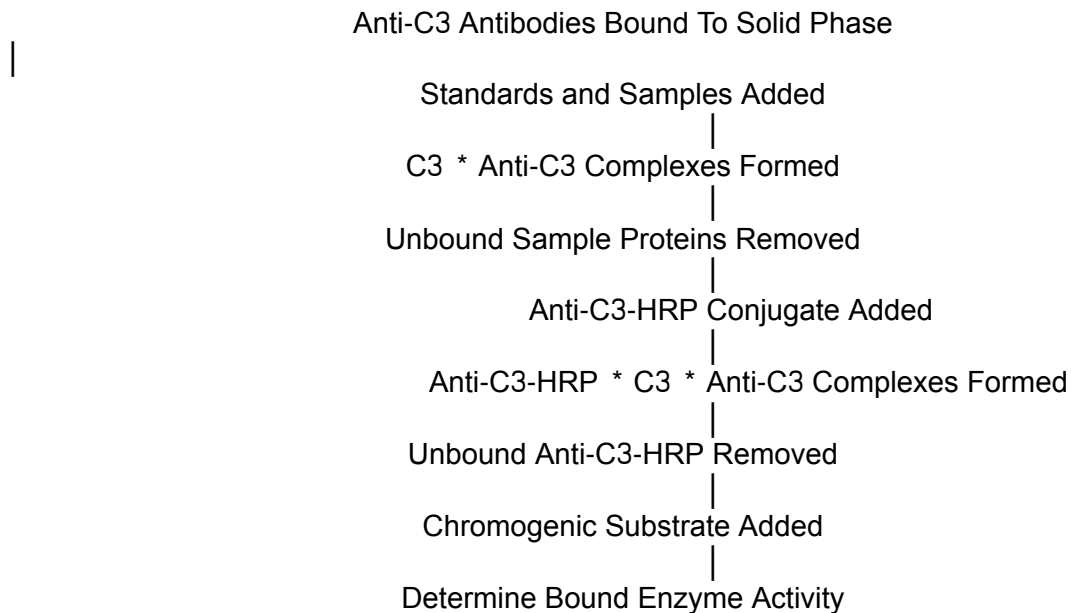 Anti-C3 Antibodies Bound To Solid Phase
Standards and Samples Added
C3 * Anti-C3 Complexes Formed
Unbound Sample Proteins Removed
Anti-C3-HRP Conjugate Added
Anti-C3-HRP * C3 * Anti-C3 Complexes Formed
Unbound Anti-C3-HRP Removed
Chromogenic Substrate Added
Determine Bound Enzyme Activity